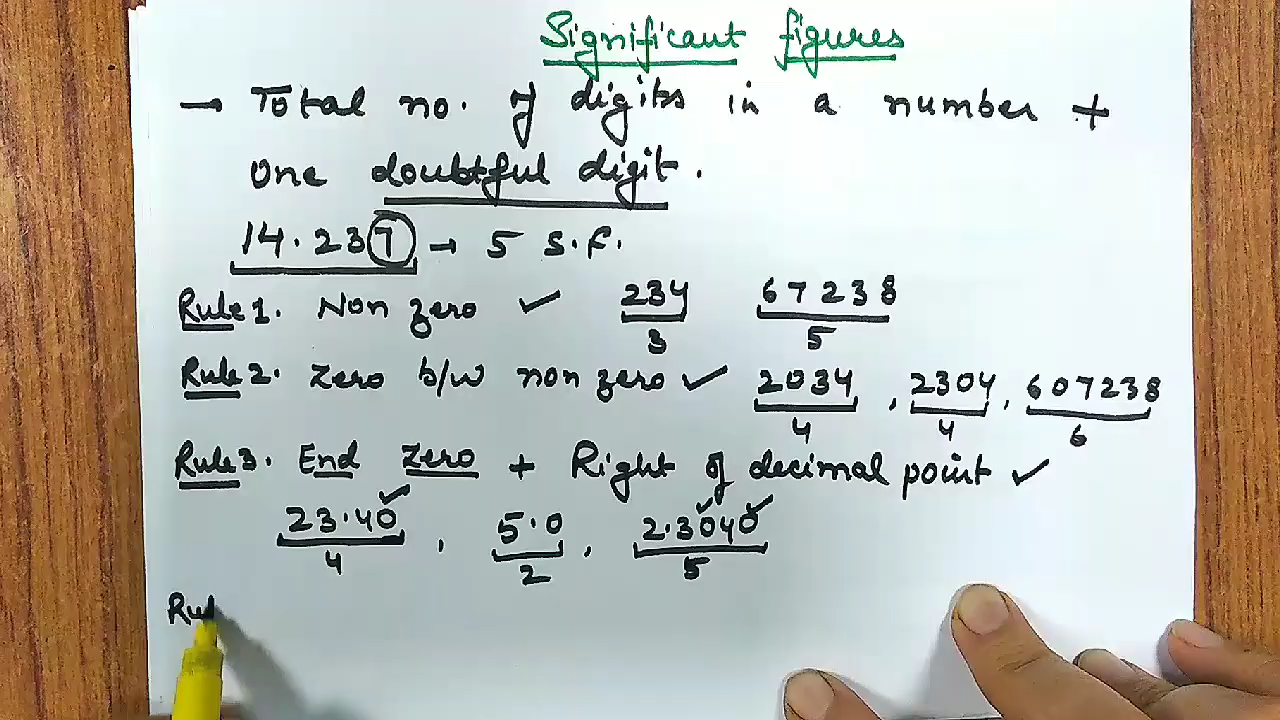 Significant figures
→ Total no. of digits in a number +
one doubtful digit.
14.237 → 5 S.F.
Rule 1. Non zero ✓ 234 67238
3 5
Rule 2. Zero b/w non zero ✓ 2034, 2304, 607238
4 4 6
Rule 3. End zero + Right of decimal point ✓
23.40, 5.0, 2.3040
4 2 5
Rul